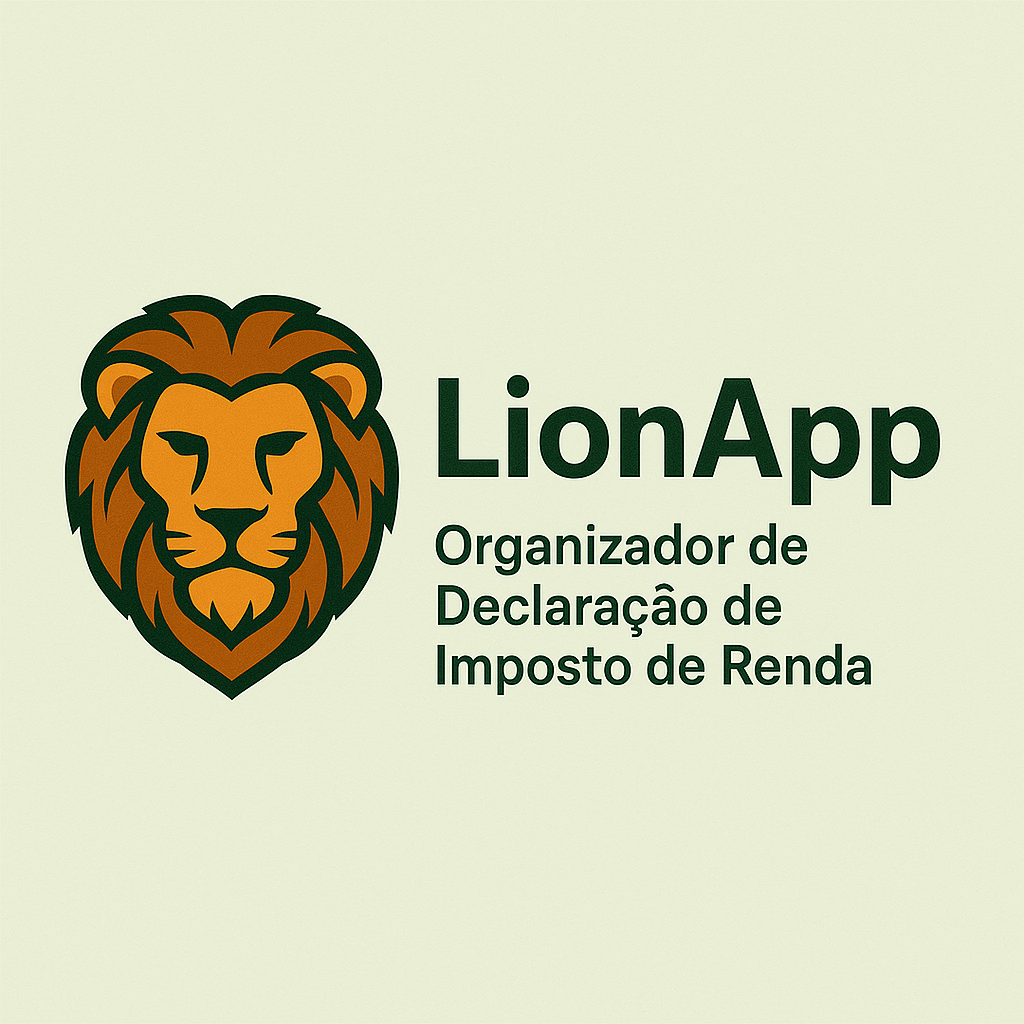 LionApp
Organizador de
Declaração de
Imposto de Renda